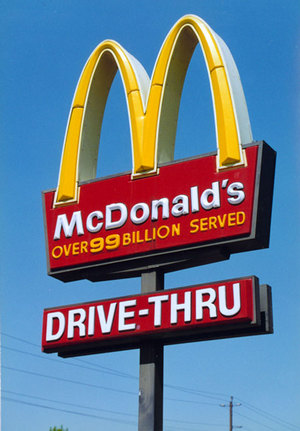 McDonald's
OVER 99 BILLION SERVED
DRIVE-THRU